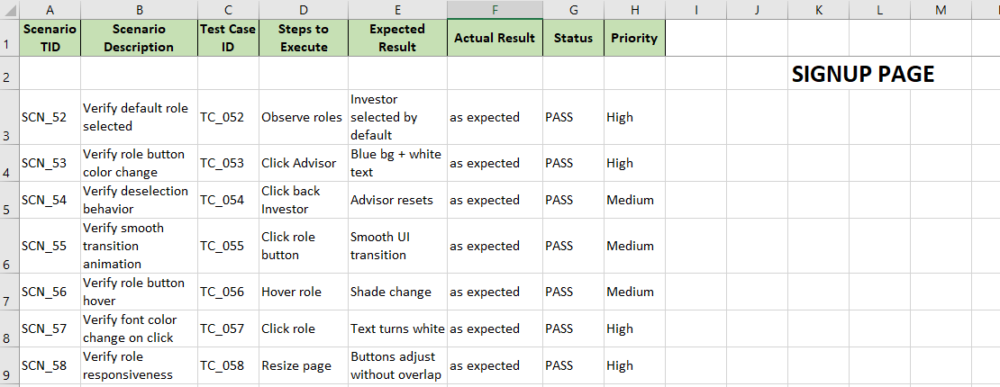 A B C D E F G H I J K L M
1 Scenario TID Scenario Description Test Case ID Steps to Execute Expected Result Actual Result Status Priority
2 SIGNUP PAGE
3 SCN_52 Verify default role selected TC_052 Observe roles Investor selected by default as expected PASS High
4 SCN_53 Verify role button color change TC_053 Click Advisor Blue bg + white text as expected PASS High
5 SCN_54 Verify deselection behavior TC_054 Click back Investor Advisor resets as expected PASS Medium
6 SCN_55 Verify smooth transition animation TC_055 Click role button Smooth UI transition as expected PASS Medium
7 SCN_56 Verify role button hover TC_056 Hover role Shade change as expected PASS Medium
8 SCN_57 Verify font color change on click TC_057 Click role Text turns white as expected PASS High
9 SCN_58 Verify role responsiveness TC_058 Resize page Buttons adjust without overlap as expected PASS High